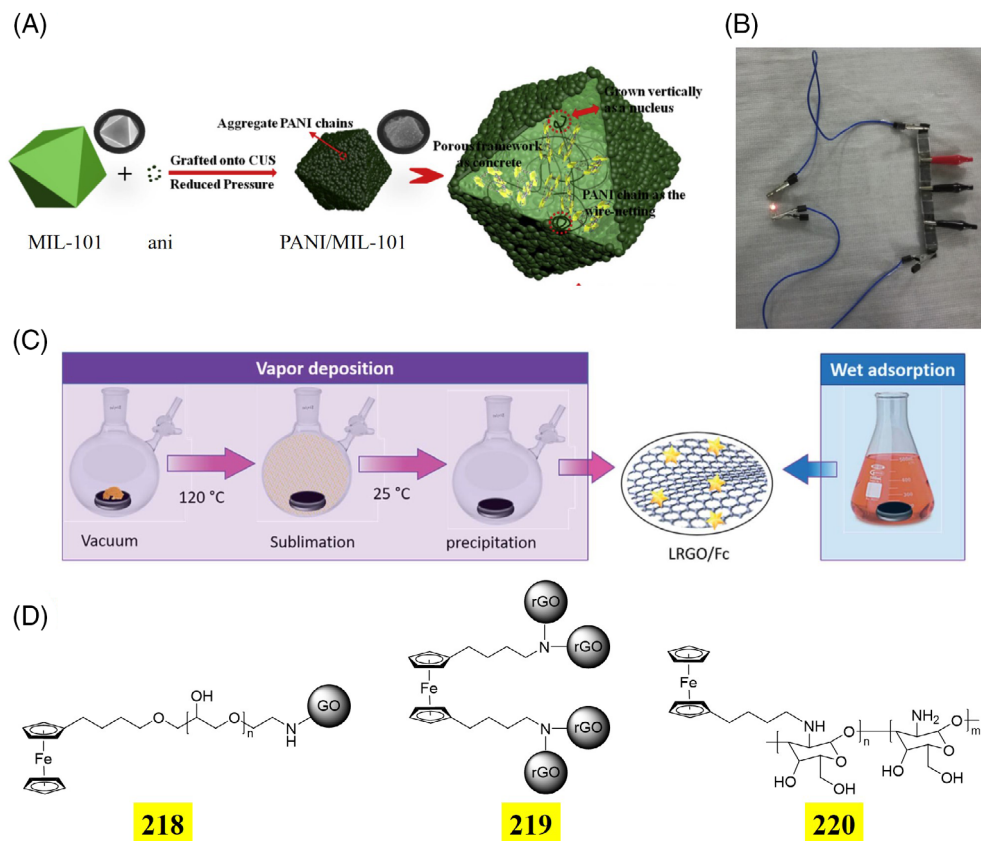 (A)
Aggregate PANI chains
Grafted onto CUS
Reduced Pressure
+
MIL-101
ani
PANI/MIL-101
Grown vertically
as a nucleus
Porous framework
as concrete
PANI chain as the
wire-netting
(B)
(C)
Vapor deposition
Wet adsorption
120 °C
25 °C
Vacuum
Sublimation
precipitation
LRGO/Fc
(D)
Fe
OH
O
O
n
N
H
GO
218
Fe
N
rGO
rGO
N
rGO
rGO
219
Fe
NH
O
n
HO
O
OH
NH2
O
m
HO
O
OH
220